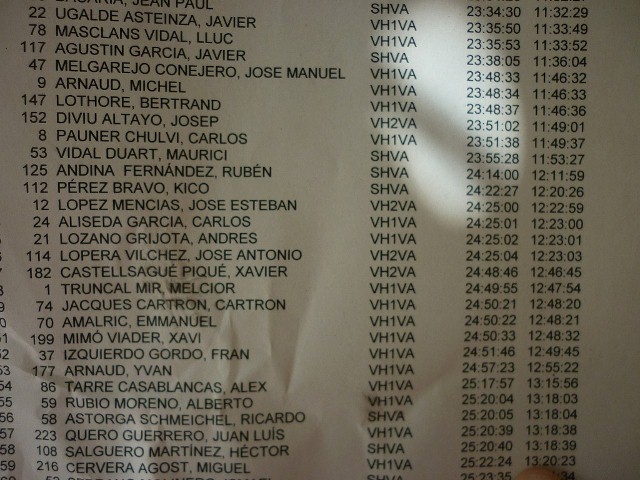 JEAN PAUL SHVA 23:34:30 11:32:29
22 UGALDE ASTEINZA, JAVIER 23:35:50 11:33:49
78 MASCLANS VIDAL, LLUC VH1VA 23:35:53 11:33:52
117 AGUSTIN GARCIA, JAVIER SHVA 23:38:05 11:36:04
47 MELGAREJO CONEJERO, JOSE MANUEL VH1VA 23:48:33 11:46:32
9 ARNAUD, MICHEL VH1VA 23:48:34 11:46:33
147 LOTHORE, BERTRAND VH1VA 23:48:37 11:46:36
152 DIVIU ALTAYO, JOSEP VH2VA 23:51:02 11:49:01
8 PAUNER CHULVI, CARLOS VH1VA 23:51:38 11:49:37
53 VIDAL DUART, MAURICI SHVA 23:55:28 11:53:27
125 ANDINA FERNÁNDEZ, RUBÉN SHVA 24:14:00 12:11:59
112 PÉREZ BRAVO, KICO SHVA 24:22:27 12:20:26
12 LOPEZ MENCIAS, JOSE ESTEBAN VH2VA 24:25:00 12:22:59
24 ALISEDA GARCIA, CARLOS VH1VA 24:25:01 12:23:00
21 LOZANO GRIJOTA, ANDRES VH1VA 24:25:02 12:23:01
114 LOPERA VILCHEZ, JOSE ANTONIO VH2VA 24:25:04 12:23:03
182 CASTELLSAGUÉ PIQUÉ, XAVIER VH2VA 24:48:46 12:46:45
1 TRUNCAL MIR, MELCIOR VH1VA 24:49:55 12:47:54
74 JACQUES CARTRON, CARTRON VH1VA 24:50:21 12:48:20
70 AMALRIC, EMMANUEL VH1VA 24:50:22 12:48:21
51 199 MIMÓ VIADER, XAVI VH1VA 24:50:33 12:48:32
52 37 IZQUIERDO GORDO, FRAN VH1VA 24:51:46 12:49:45
53 177 ARNAUD, YVAN VH1VA 24:57:23 12:55:22
54 86 TARRE CASABLANCAS, ALEX VH1VA 25:17:57 13:15:56
55 59 RUBIO MORENO, ALBERTO VH1VA 25:20:04 13:18:03
56 58 ASTORGA SCHMEICHEL, RICARDO SHVA 25:20:05 13:18:04
57 223 QUERO GUERRERO, JUAN LUÍS VH1VA 25:20:39 13:18:38
58 108 SALGUERO MARTÍNEZ, HÉCTOR SHVA 25:20:40 13:18:39
59 216 CERVERA AGOST, MIGUEL VH1VA 25:22:24 13:20:23
SHVA 25:23:35